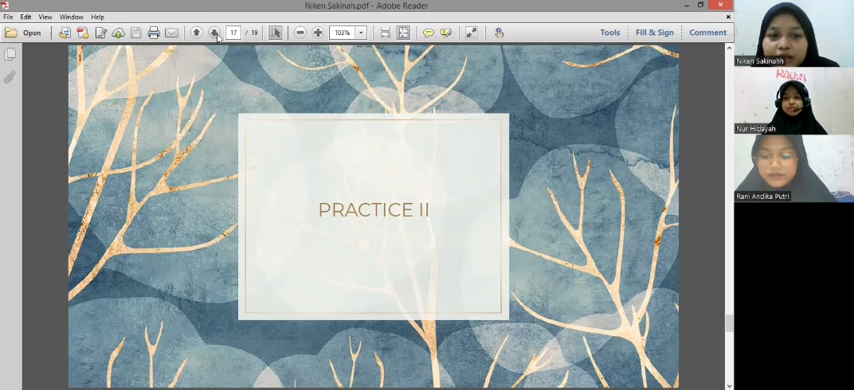 Niken Sakinah.pdf - Adobe Reader
File Edit View Window Help
Open 17 / 19 103% Tools Fill & Sign Comment
PRACTICE II
Niken Sakinahh
Nur Hidayah
Rani Andika Putri